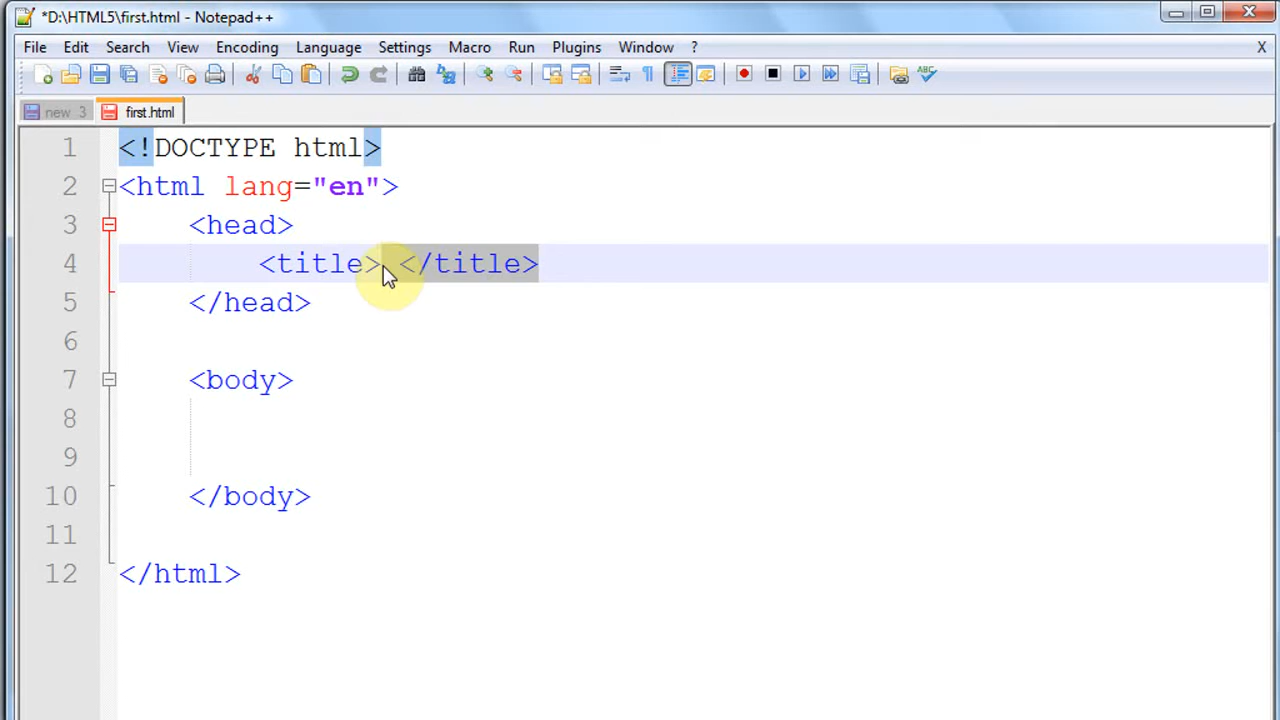 *D:\HTML5\first.html - Notepad++
File Edit Search View Encoding Language Settings Macro Run Plugins Window ? X
ABC
new 3 first.html
1 <!DOCTYPE html>
2 <html lang="en">
3 <head>
4 <title> </title>
5 </head>
6
7 <body>
8
9
10 </body>
11
12 </html>